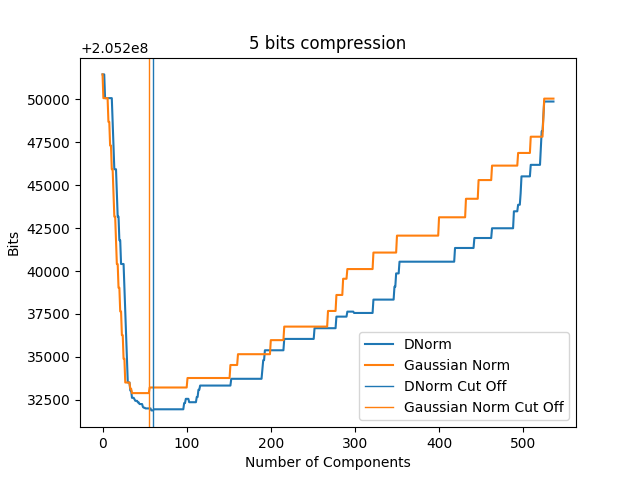 5 bits compression
+2.052e8
50000
47500
45000
42500
40000
37500
35000
32500
Bits
0 100 200 300 400 500
Number of Components
DNorm
Gaussian Norm
DNorm Cut Off
Gaussian Norm Cut Off